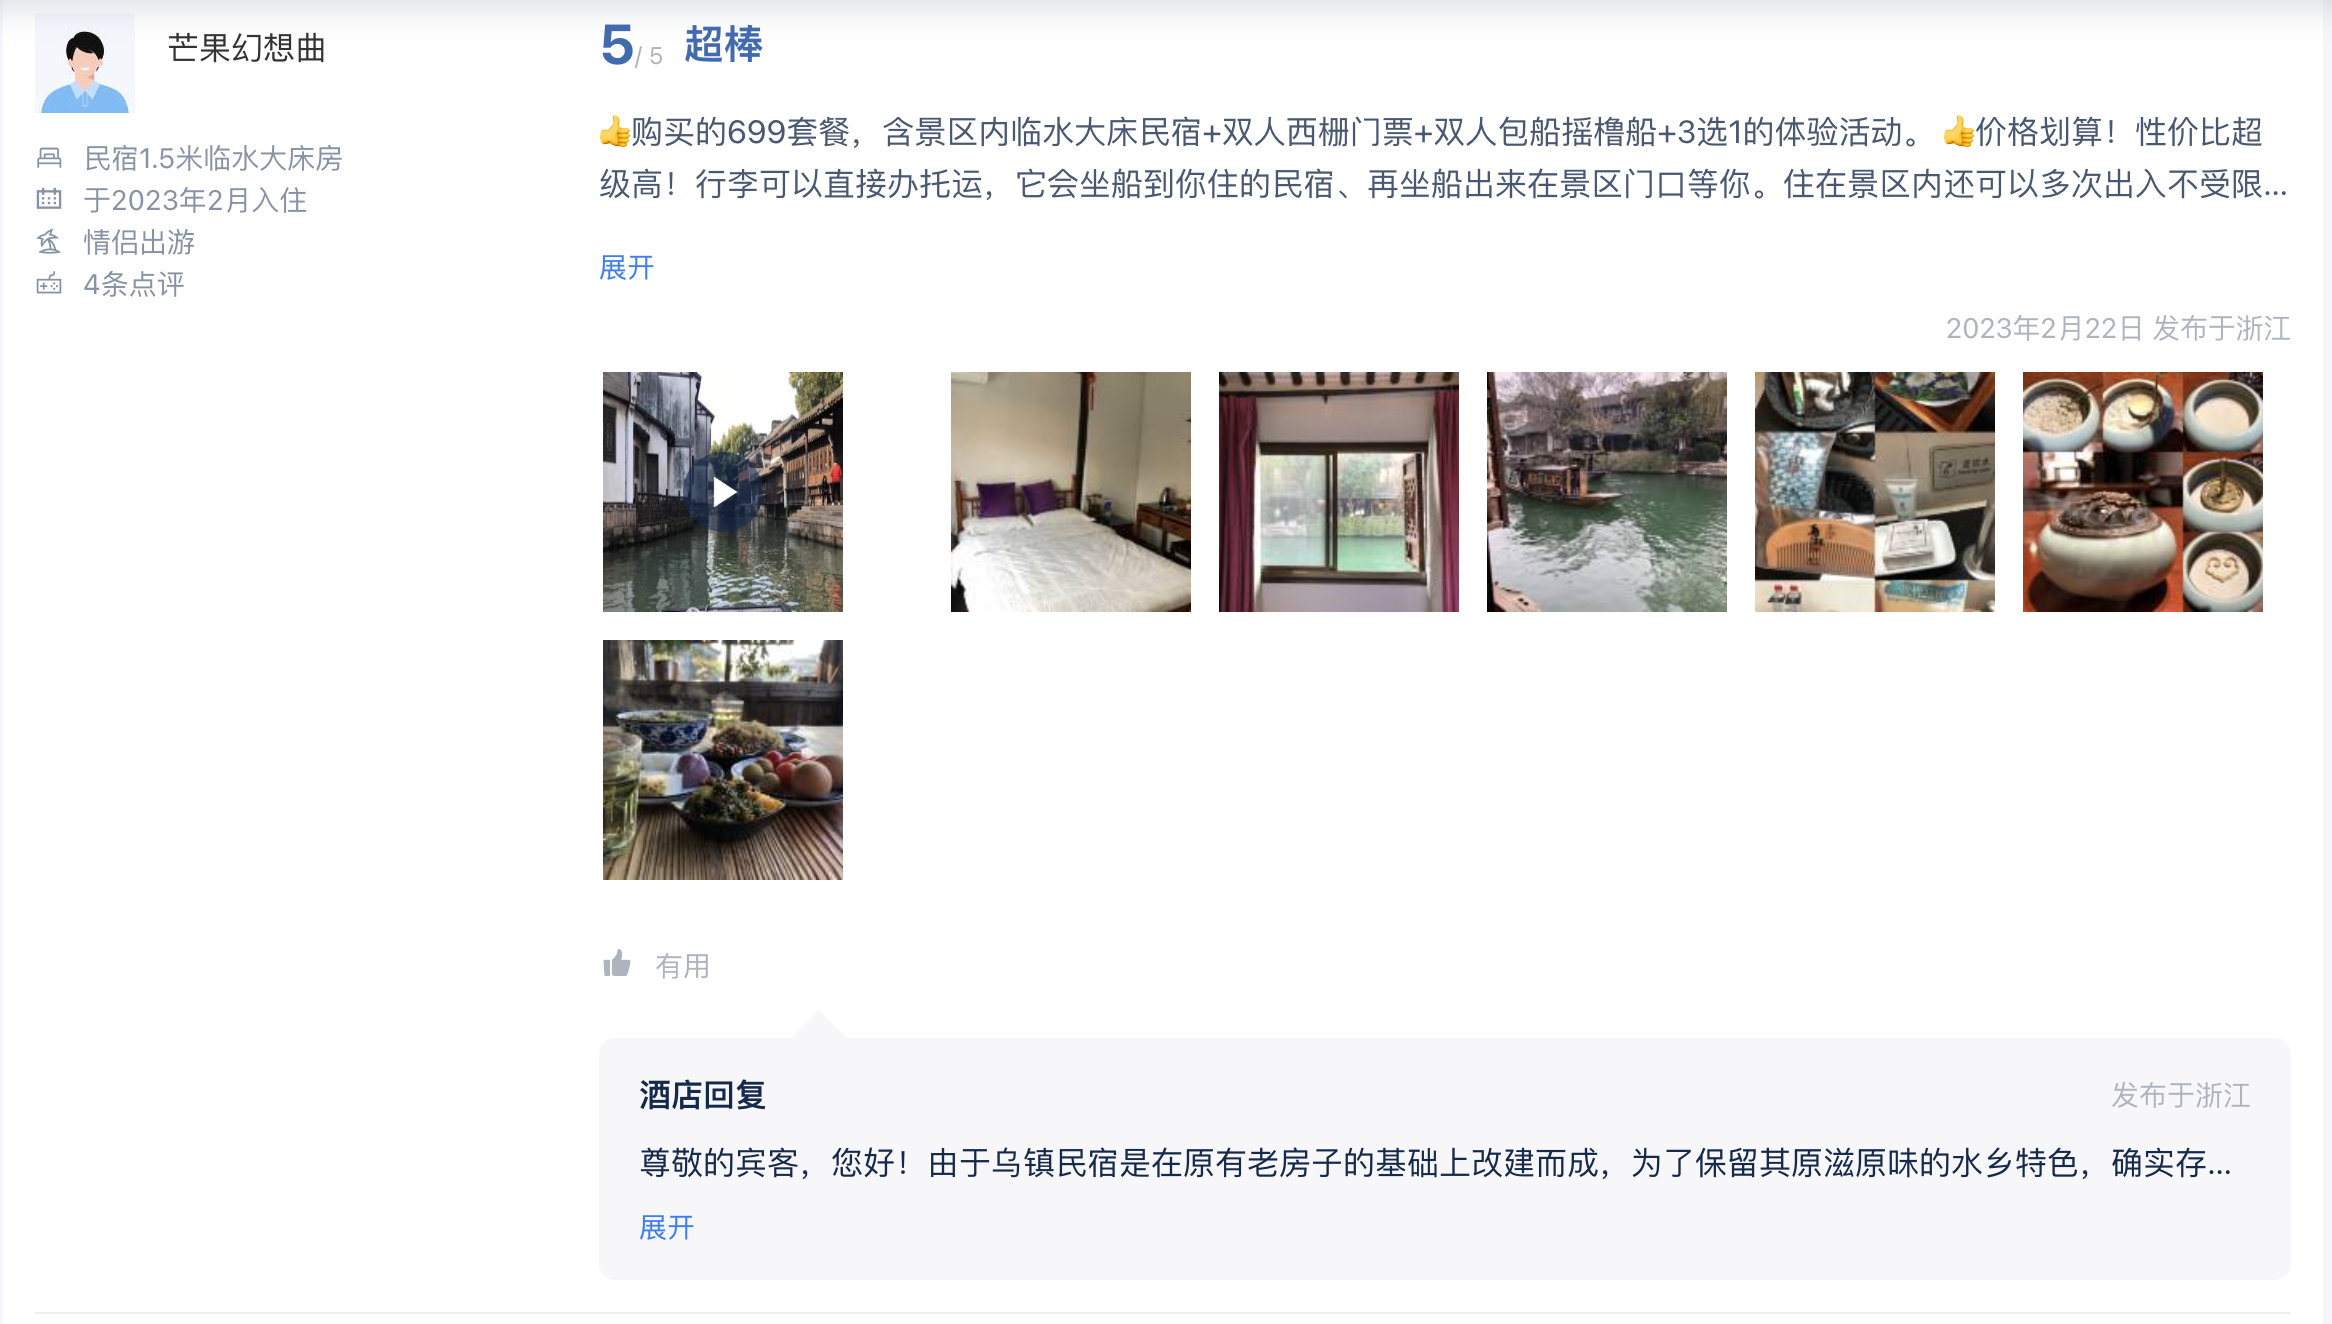 芒果幻想曲
民宿1.5米临水大床房
于2023年2月入住
情侣出游
4条点评
5/ 5 超棒
👍购买的699套餐，含景区内临水大床民宿+双人西栅门票+双人包船摇橹船+3选1的体验活动。👍价格划算！性价比超
级高！行李可以直接办托运，它会坐船到你住的民宿、再坐船出来在景区门口等你。住在景区内还可以多次出入不受限...
展开
2023年2月22日 发布于浙江
有用
酒店回复
发布于浙江
尊敬的宾客，您好！由于乌镇民宿是在原有老房子的基础上改建而成，为了保留其原滋原味的水乡特色，确实存...
展开